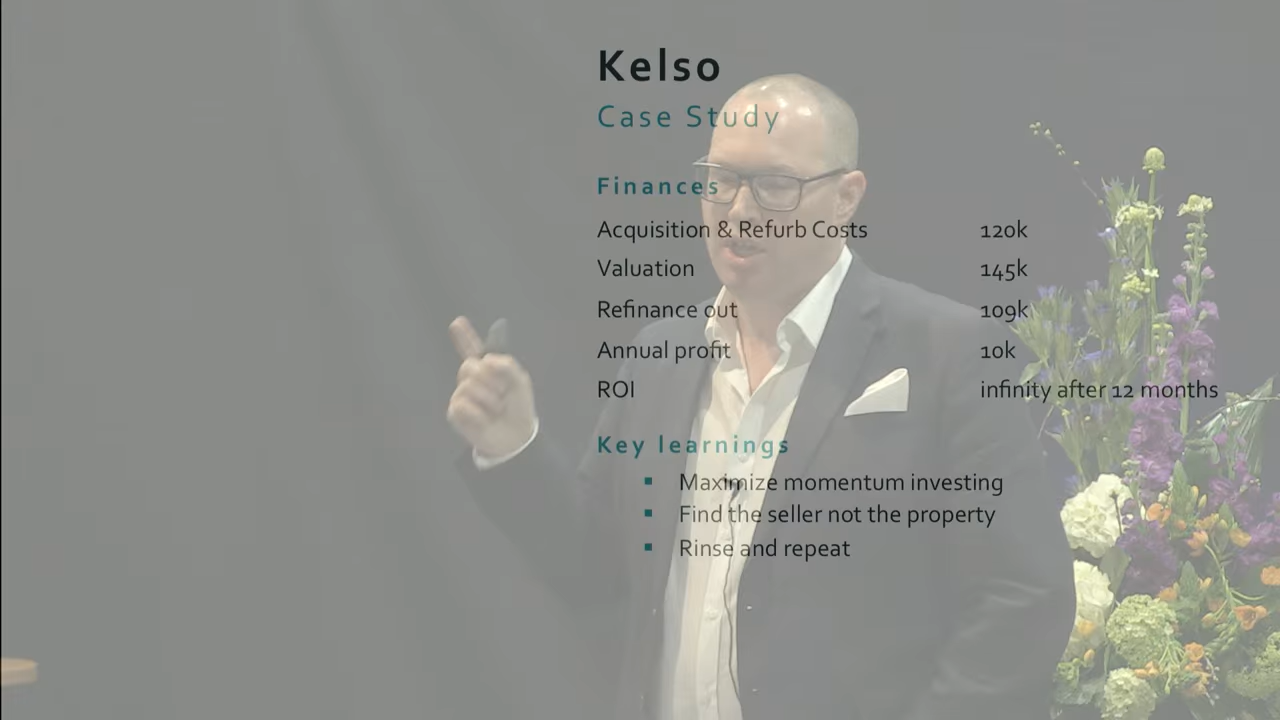 Kelso
Case Study
Finances
Acquisition & Refurb Costs 120k
Valuation 145k
Refinance out 109k
Annual profit 10k
ROI infinity after 12 months
Key learnings
▪ Maximize momentum investing
▪ Find the seller not the property
▪ Rinse and repeat